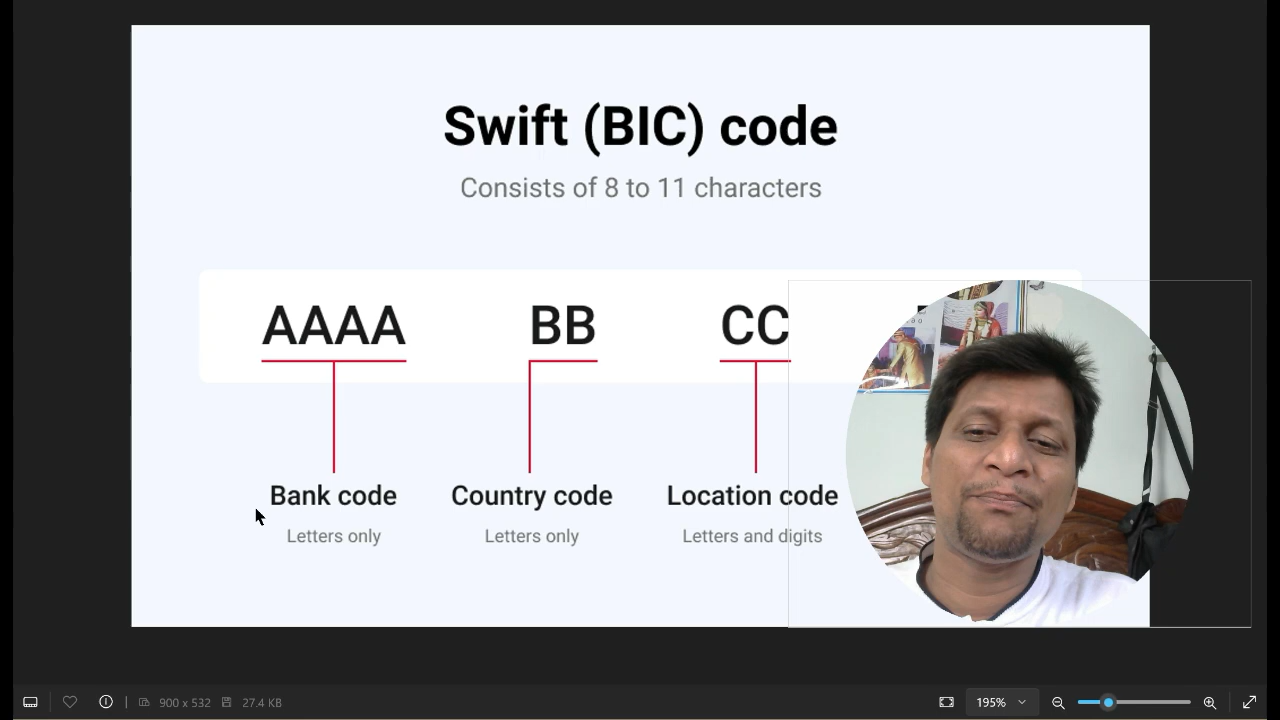 Swift (BIC) code
Consists of 8 to 11 characters
AAAA BB CC
Bank code Country code Location code
Letters only Letters only Letters and digits
900 x 532 27.4 KB 195%